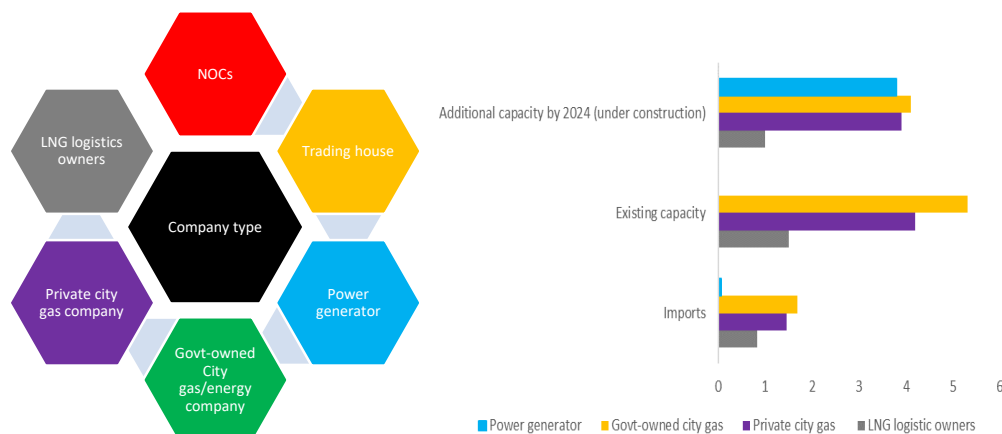 NOCs
LNG logistics
owners
Trading house
Company type
Private city
gas company
Power
generator
Govt-owned
City
gas/energy
company
Additional capacity by 2024 (under construction)
Existing capacity
Imports
0 1 2 3 4 5 6
Power generator Govt-owned city gas Private city gas LNG logistic owners